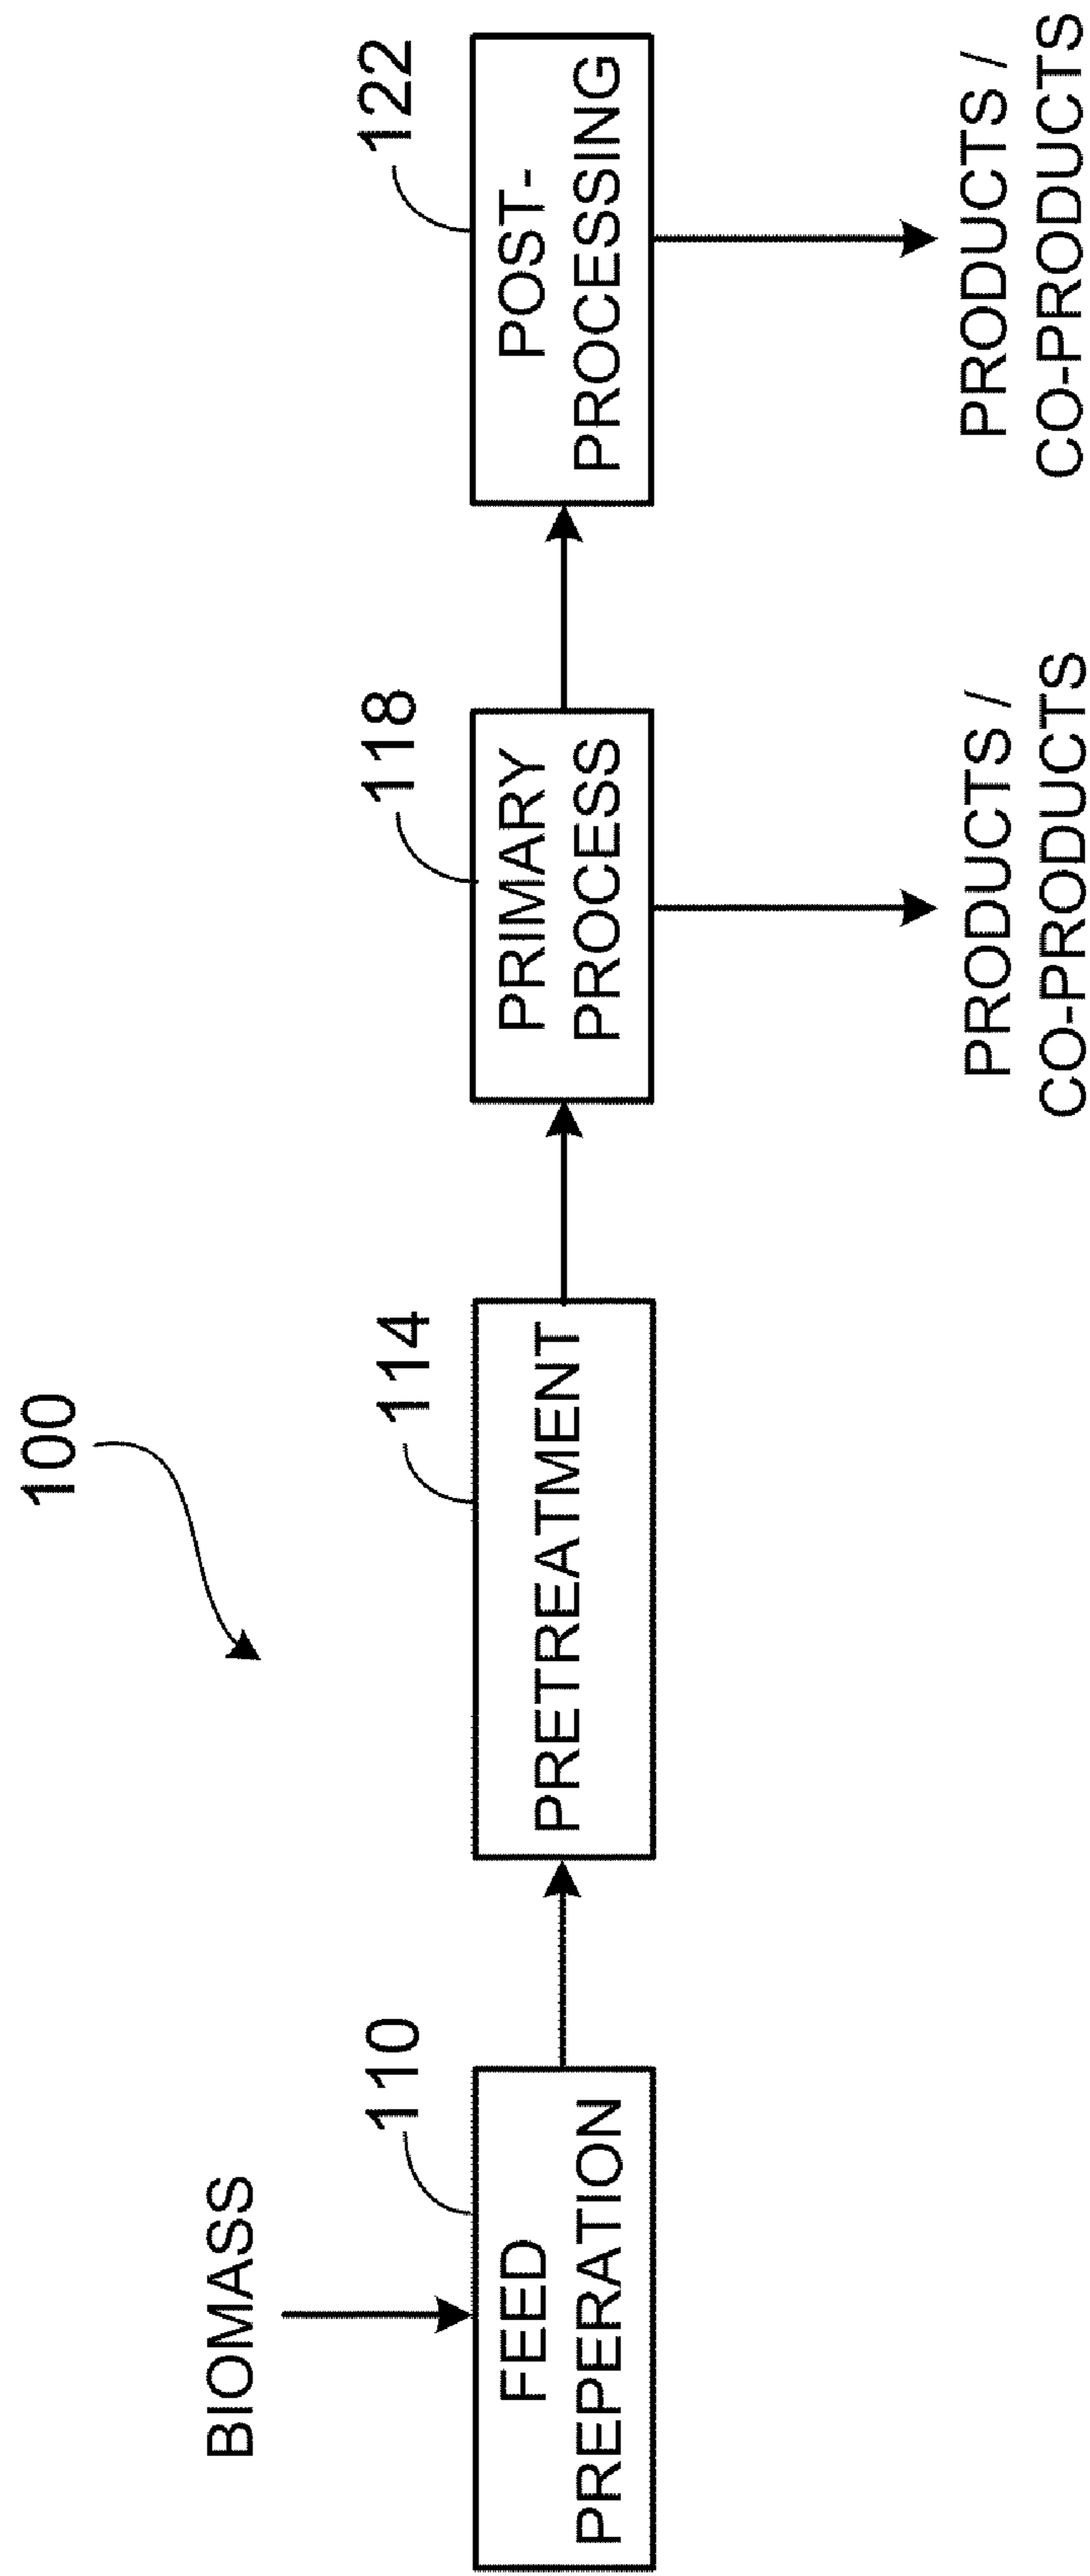 100
BIOMASS
110
FEED
PREPERATION
114
PRETREATMENT
118
PRIMARY
PROCESS
122
POST-
PROCESSING
PRODUCTS /
CO-PRODUCTS
PRODUCTS /
CO-PRODUCTS